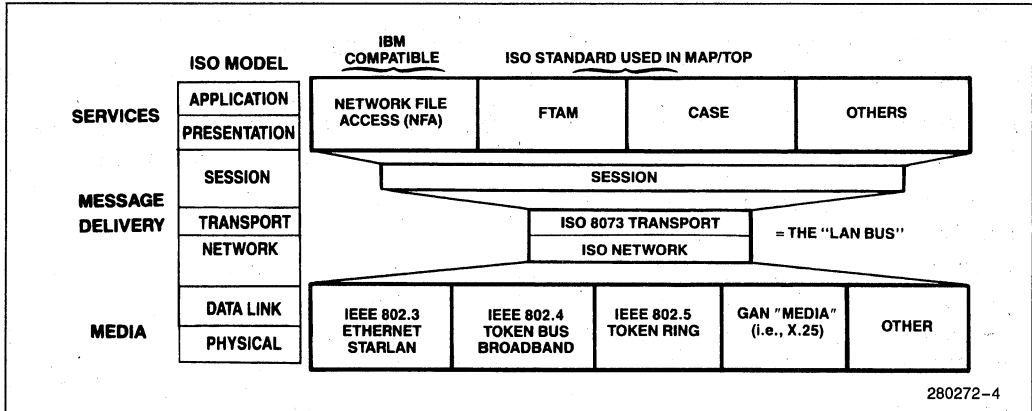 IBM
COMPATIBLE
ISO STANDARD USED IN MAP/TOP
ISO MODEL
SERVICES
APPLICATION
PRESENTATION
NETWORK FILE
ACCESS (NFA)
FTAM
CASE
OTHERS
MESSAGE
DELIVERY
SESSION
TRANSPORT
NETWORK
SESSION
ISO 8073 TRANSPORT
ISO NETWORK
= THE "LAN BUS"
MEDIA
DATA LINK
PHYSICAL
IEEE 802.3
ETHERNET
STARLAN
IEEE 802.4
TOKEN BUS
BROADBAND
IEEE 802.5
TOKEN RING
GAN "MEDIA"
(i.e., X.25)
OTHER
280272-4